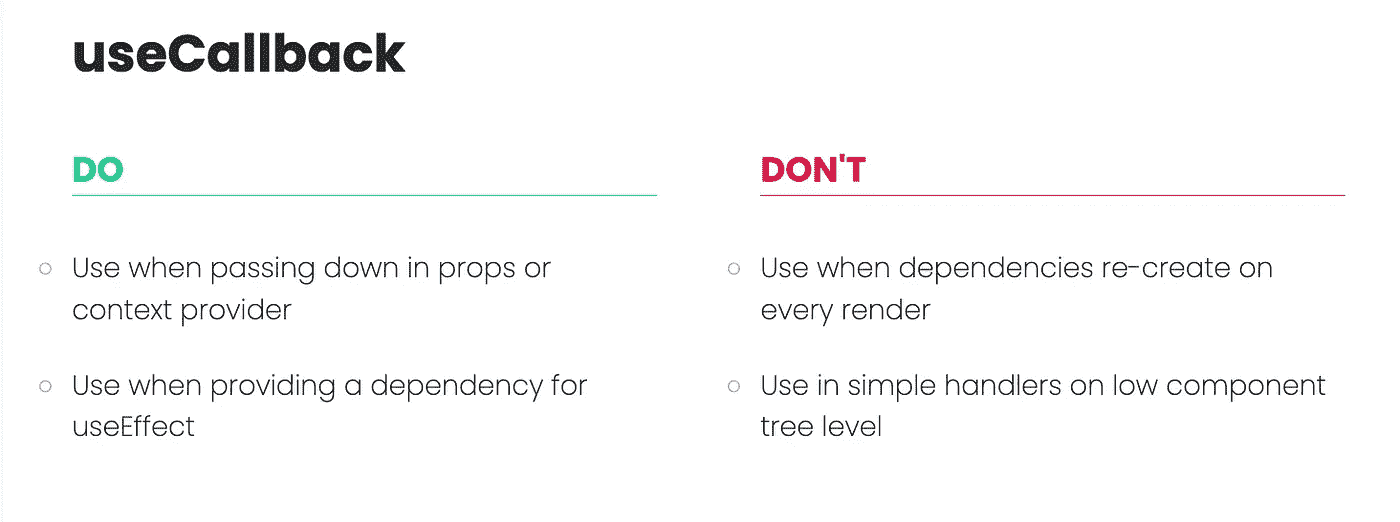 useCallback
DO
Use when passing down in props or
context provider
Use when providing a dependency for
useEffect
DON'T
Use when dependencies re-create on
every render
Use in simple handlers on low component
tree level